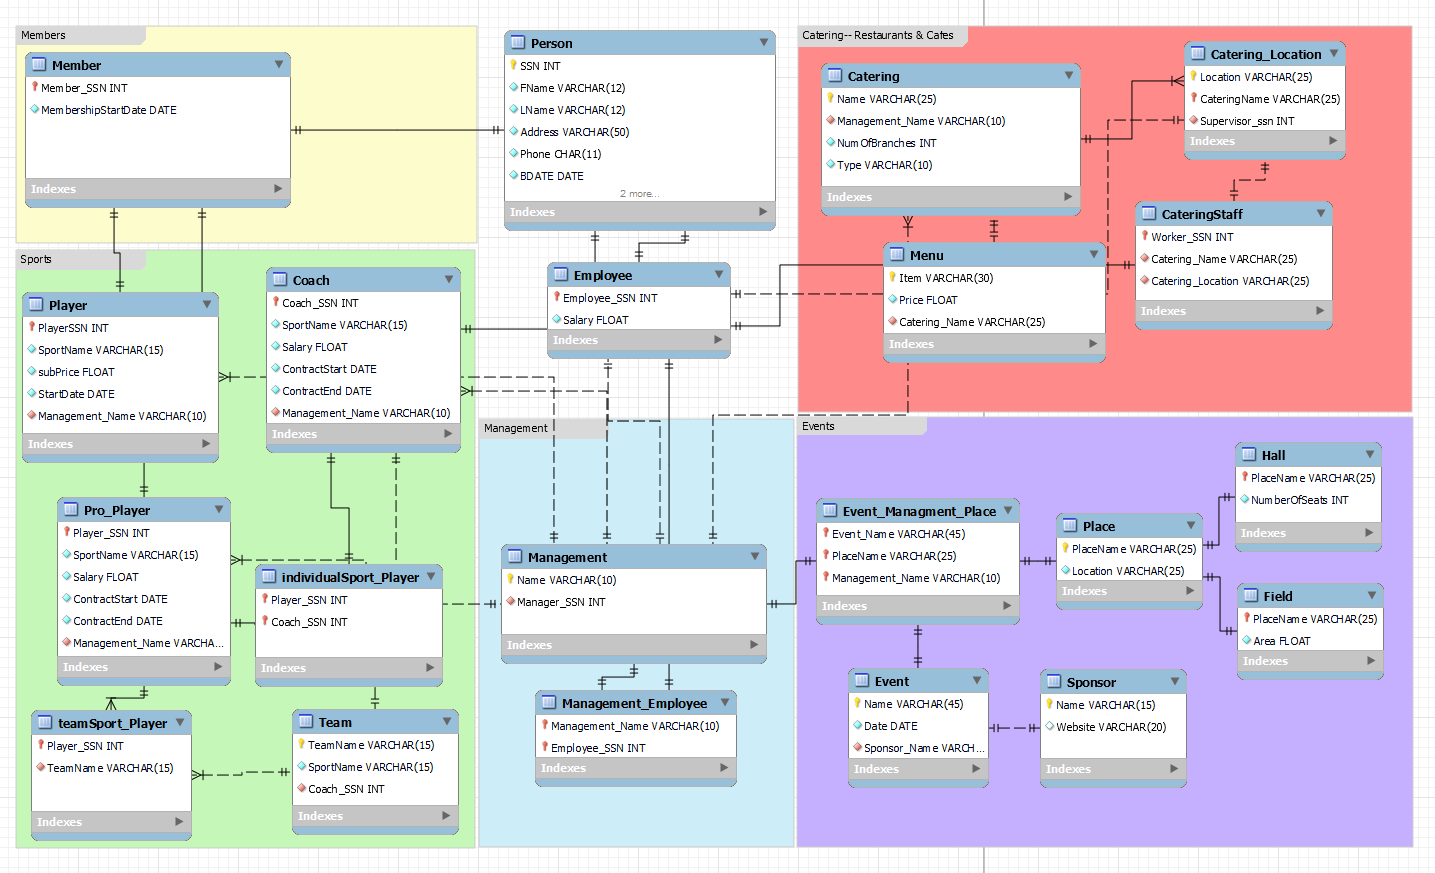 Members
Member
Member_SSN INT
MembershipStartDate DATE
Indexes
Person
SSN INT
FName VARCHAR(12)
LName VARCHAR(12)
Address VARCHAR(50)
Phone CHAR(11)
BDATE DATE
2 more...
Indexes
Catering-- Restaurants & Cafes
Catering
Name VARCHAR(25)
Management_Name VARCHAR(10)
NumOfBranches INT
Type VARCHAR(10)
Indexes
Catering_Location
Location VARCHAR(25)
CateringName VARCHAR(25)
Supervisor_ssn INT
Indexes
CateringStaff
Worker_SSN INT
Catering_Name VARCHAR(25)
Catering_Location VARCHAR(25)
Indexes
Menu
Item VARCHAR(30)
Price FLOAT
Catering_Name VARCHAR(25)
Indexes
Sports
Player
PlayerSSN INT
SportName VARCHAR(15)
subPrice FLOAT
StartDate DATE
Management_Name VARCHAR(10)
Indexes
Coach
Coach_SSN INT
SportName VARCHAR(15)
Salary FLOAT
ContractStart DATE
ContractEnd DATE
Management_Name VARCHAR(10)
Indexes
Employee
Employee_SSN INT
Salary FLOAT
Indexes
Pro_Player
Player_SSN INT
SportName VARCHAR(15)
Salary FLOAT
ContractStart DATE
ContractEnd DATE
Management_Name VARCHA...
Indexes
individualSport_Player
Player_SSN INT
Coach_SSN INT
Indexes
teamSport_Player
Player_SSN INT
TeamName VARCHAR(15)
Indexes
Team
TeamName VARCHAR(15)
SportName VARCHAR(15)
Coach_SSN INT
Indexes
Management
Management
Name VARCHAR(10)
Manager_SSN INT
Indexes
Management_Employee
Management_Name VARCHAR(10)
Employee_SSN INT
Indexes
Events
Event_Managment_Place
Event_Name VARCHAR(45)
PlaceName VARCHAR(25)
Management_Name VARCHAR(10)
Indexes
Place
PlaceName VARCHAR(25)
Location VARCHAR(25)
Indexes
Hall
PlaceName VARCHAR(25)
NumberOfSeats INT
Indexes
Field
PlaceName VARCHAR(25)
Area FLOAT
Indexes
Event
Name VARCHAR(45)
Date DATE
Sponsor_Name VARCH...
Indexes
Sponsor
Name VARCHAR(15)
Website VARCHAR(20)
Indexes